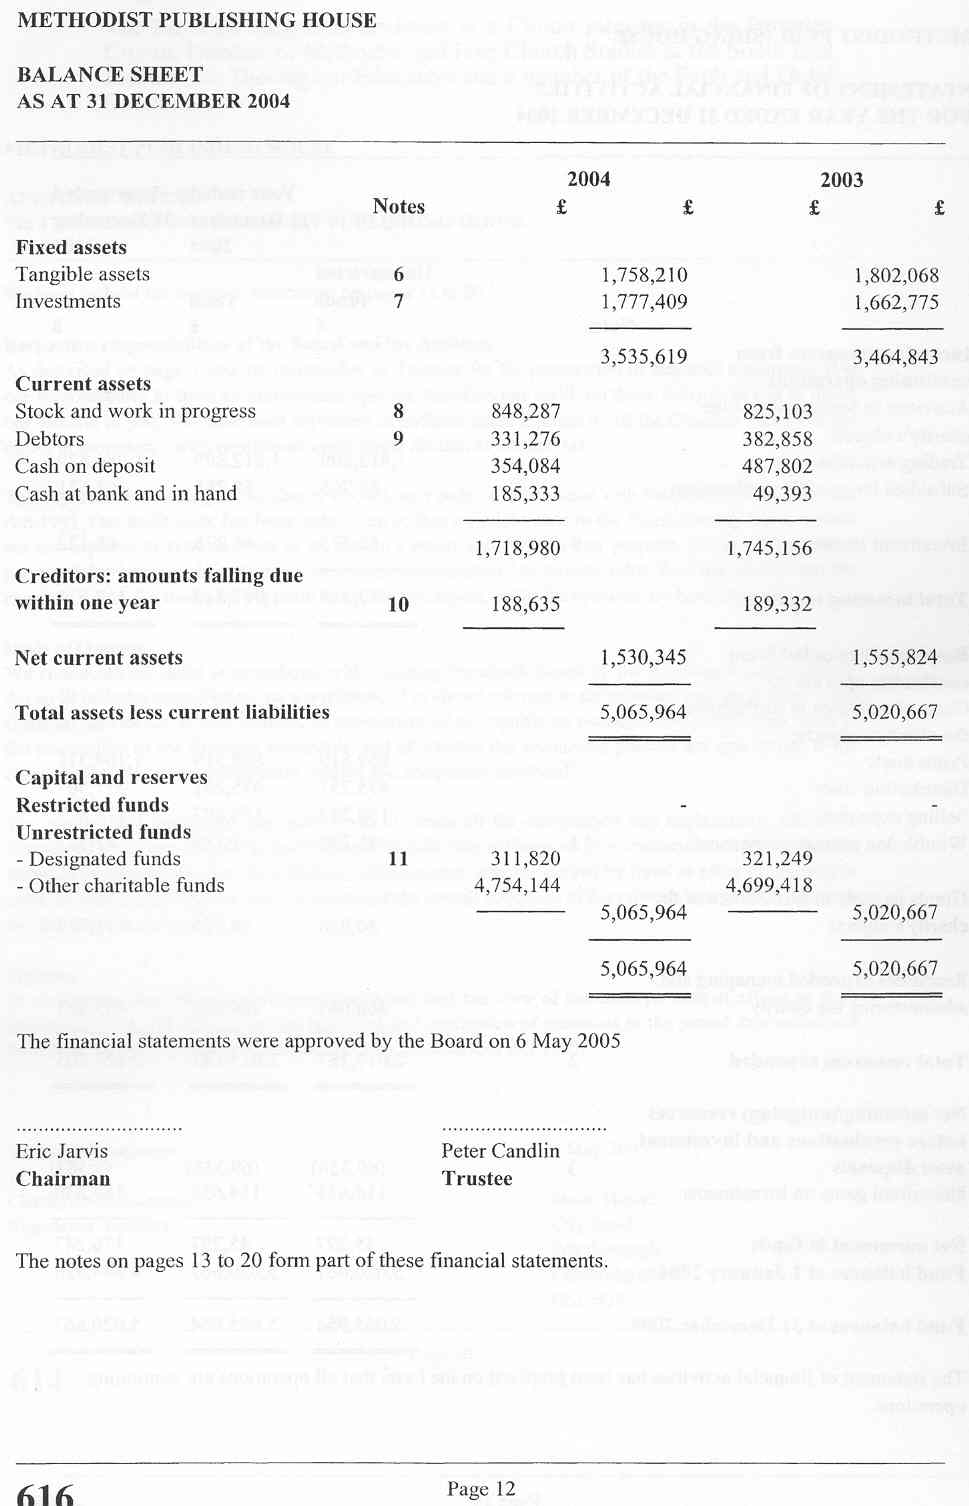 METHODIST PUBLISHING HOUSE
BALANCE SHEET
AS AT 31 DECEMBER 2004
2004 2003
Notes £ £ £ £
Fixed assets
Tangible assets 6 1,758,210 1,802,068
Investments 7 1,777,409 1,662,775
3,535,619 3,464,843
Current assets
Stock and work in progress 8 848,287 825,103
Debtors 9 331,276 382,858
Cash on deposit 354,084 487,802
Cash at bank and in hand 185,333 49,393
1,718,980 1,745,156
Creditors: amounts falling due
within one year 10 188,635 189,332
Net current assets 1,530,345 1,555,824
Total assets less current liabilities 5,065,964 5,020,667
Capital and reserves
Restricted funds - -
Unrestricted funds
- Designated funds 11 311,820 321,249
- Other charitable funds 4,754,144 4,699,418
5,065,964 5,020,667
5,065,964 5,020,667
The financial statements were approved by the Board on 6 May 2005
Eric Jarvis Peter Candlin
Chairman Trustee
The notes on pages 13 to 20 form part of these financial statements.
616 Page 12